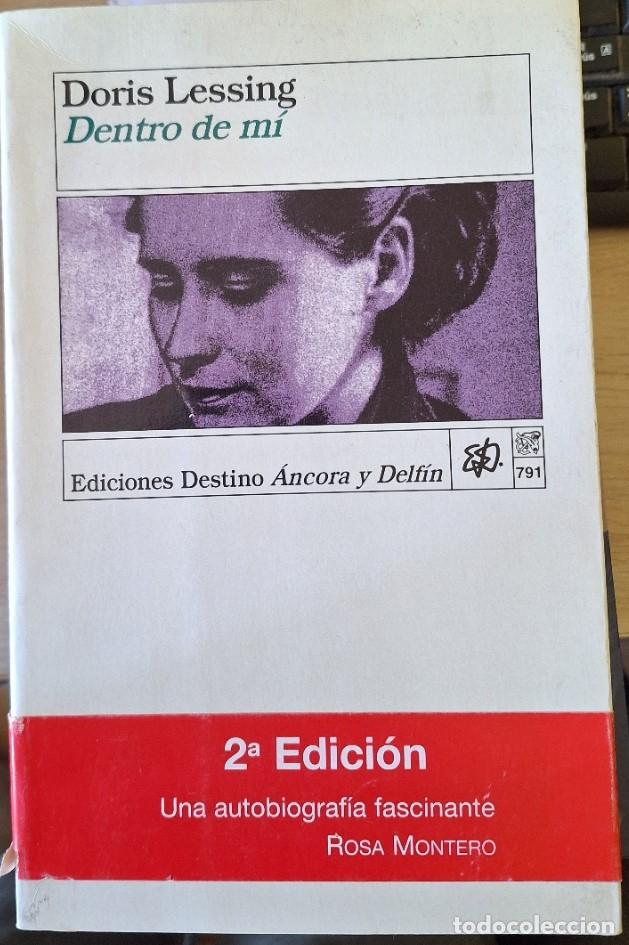 Doris Lessing
Dentro de mí
Ediciones Destino Áncora y Delfín
791
2ª Edición
Una autobiografía fascinante
ROSA MONTERO
todocoleccion